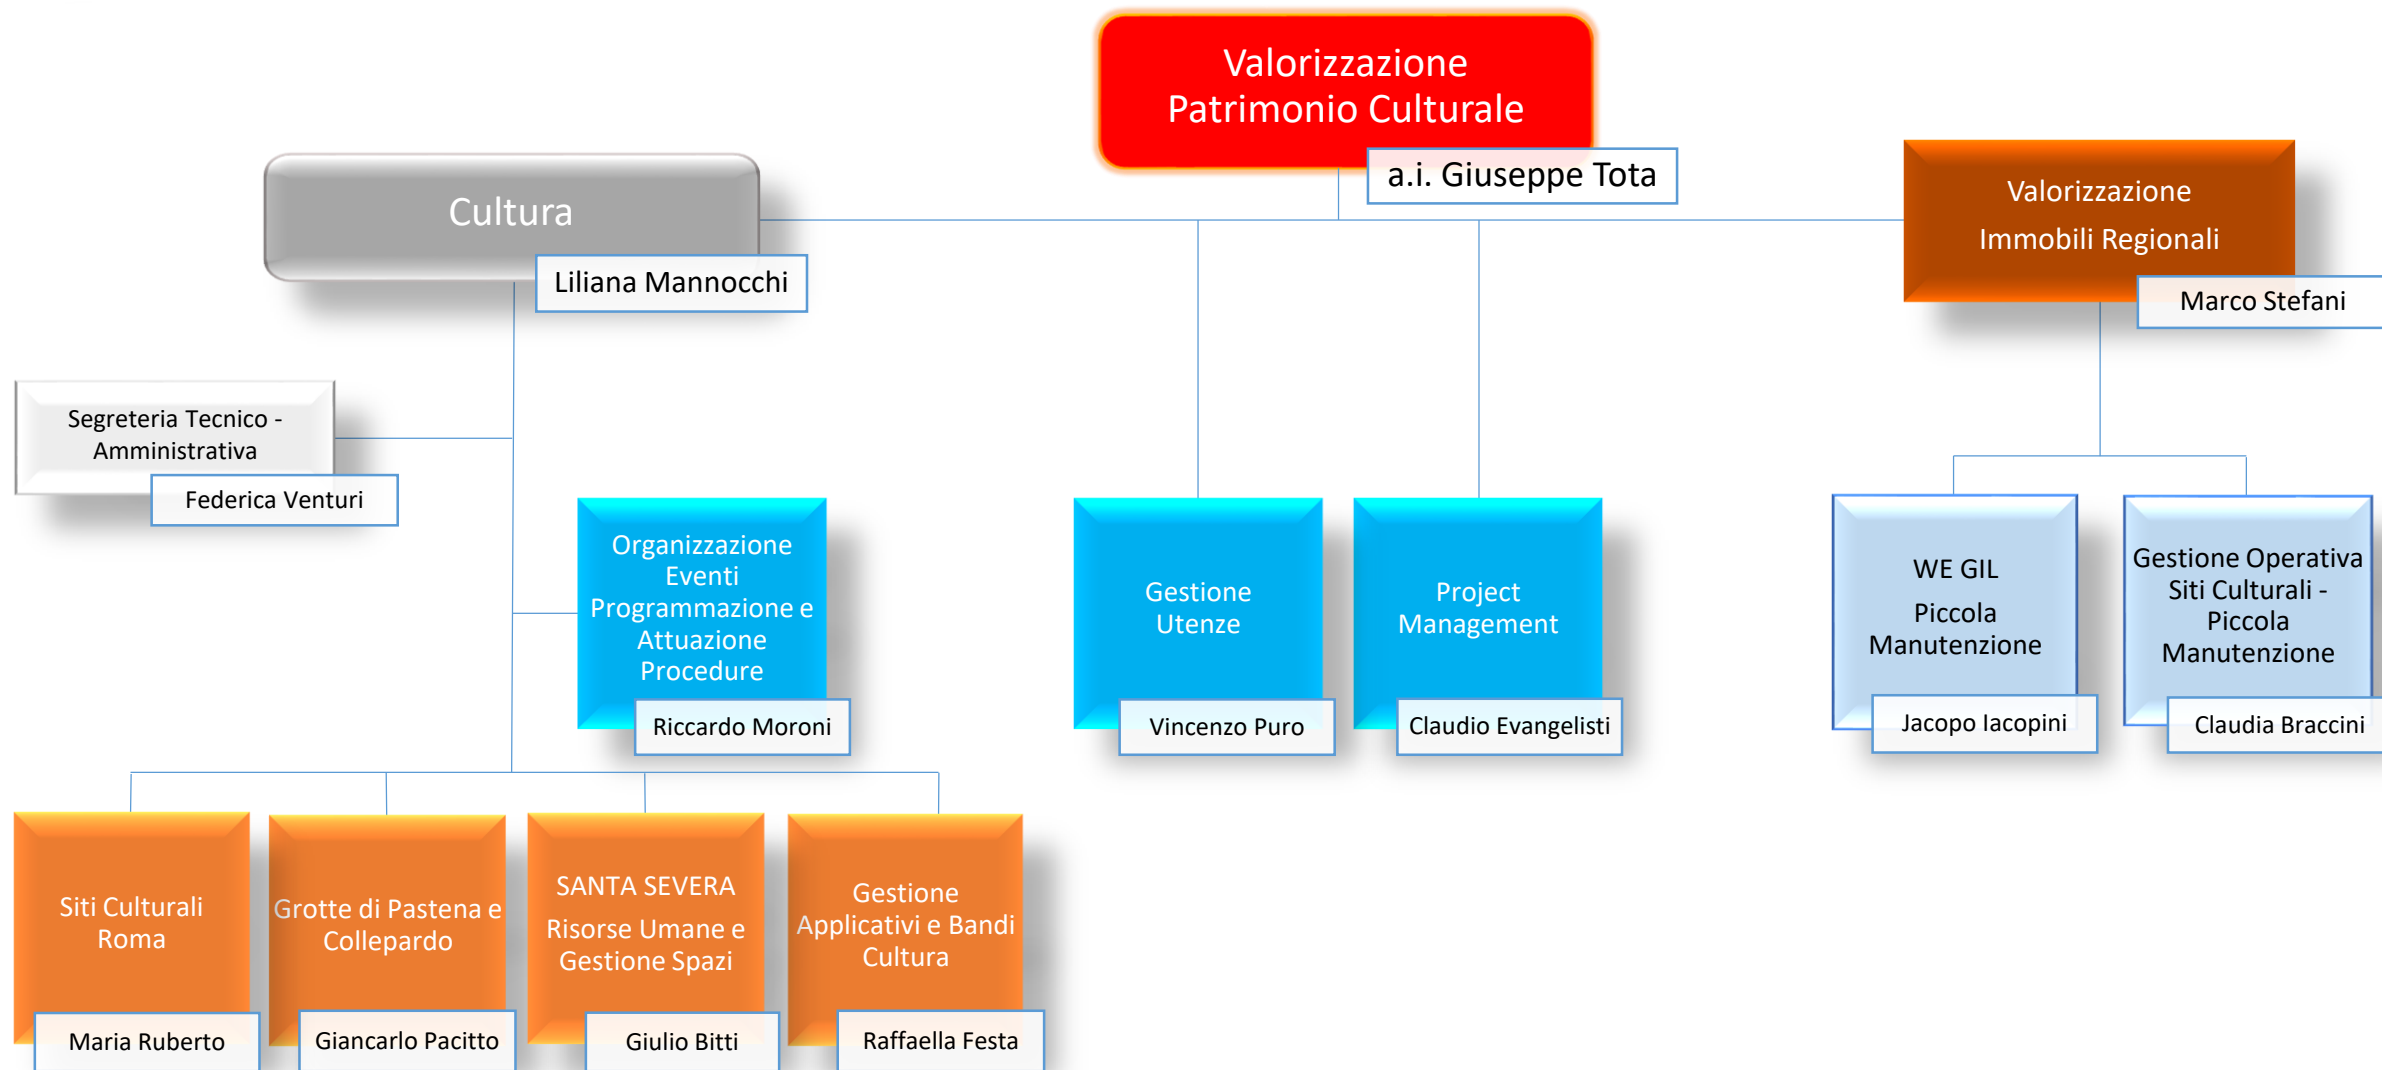 Valorizzazione
Patrimonio Culturale
a.i. Giuseppe Tota
Cultura
Liliana Mannocchi
Valorizzazione
Immobili Regionali
Marco Stefani
Segreteria Tecnico -
Amministrativa
Federica Venturi
Organizzazione
Eventi
Programmazione e
Attuazione
Procedure
Riccardo Moroni
Gestione
Utenze
Vincenzo Puro
Project
Management
Claudio Evangelisti
WE GIL
Piccola
Manutenzione
Jacopo Iacopini
Gestione Operativa
Siti Culturali -
Piccola
Manutenzione
Claudia Braccini
Siti Culturali
Roma
Maria Ruberto
Grotte di Pastena e
Collepardo
Giancarlo Pacitto
SANTA SEVERA
Risorse Umane e
Gestione Spazi
Giulio Bitti
Gestione
Applicativi e Bandi
Cultura
Raffaella Festa